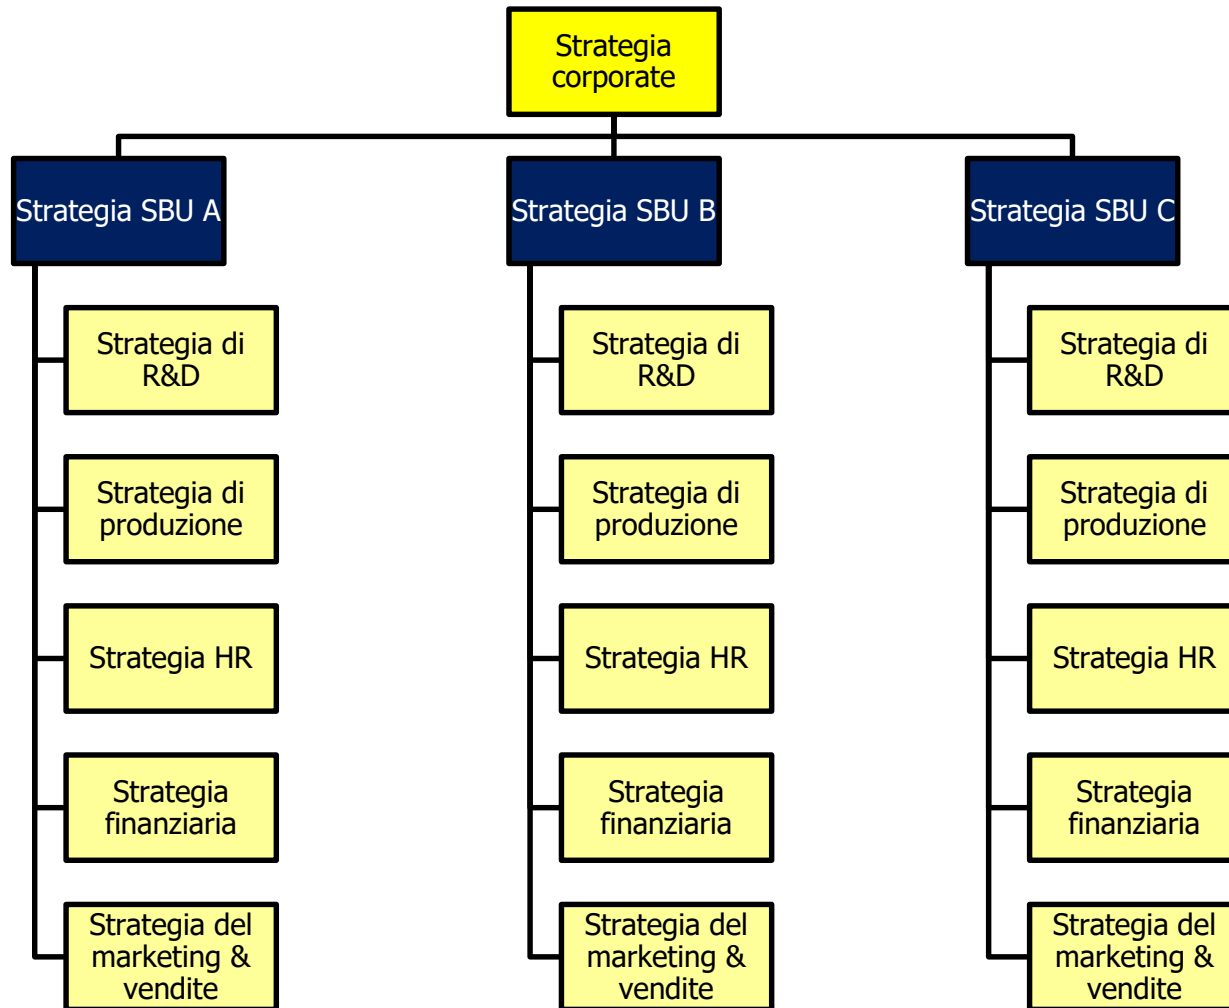 Strategia
corporate
Strategia SBU A
Strategia di
R&D
Strategia di
produzione
Strategia HR
Strategia
finanziaria
Strategia del
marketing &
vendite
Strategia SBU B
Strategia di
R&D
Strategia di
produzione
Strategia HR
Strategia
finanziaria
Strategia del
marketing &
vendite
Strategia SBU C
Strategia di
R&D
Strategia di
produzione
Strategia HR
Strategia
finanziaria
Strategia del
marketing &
vendite